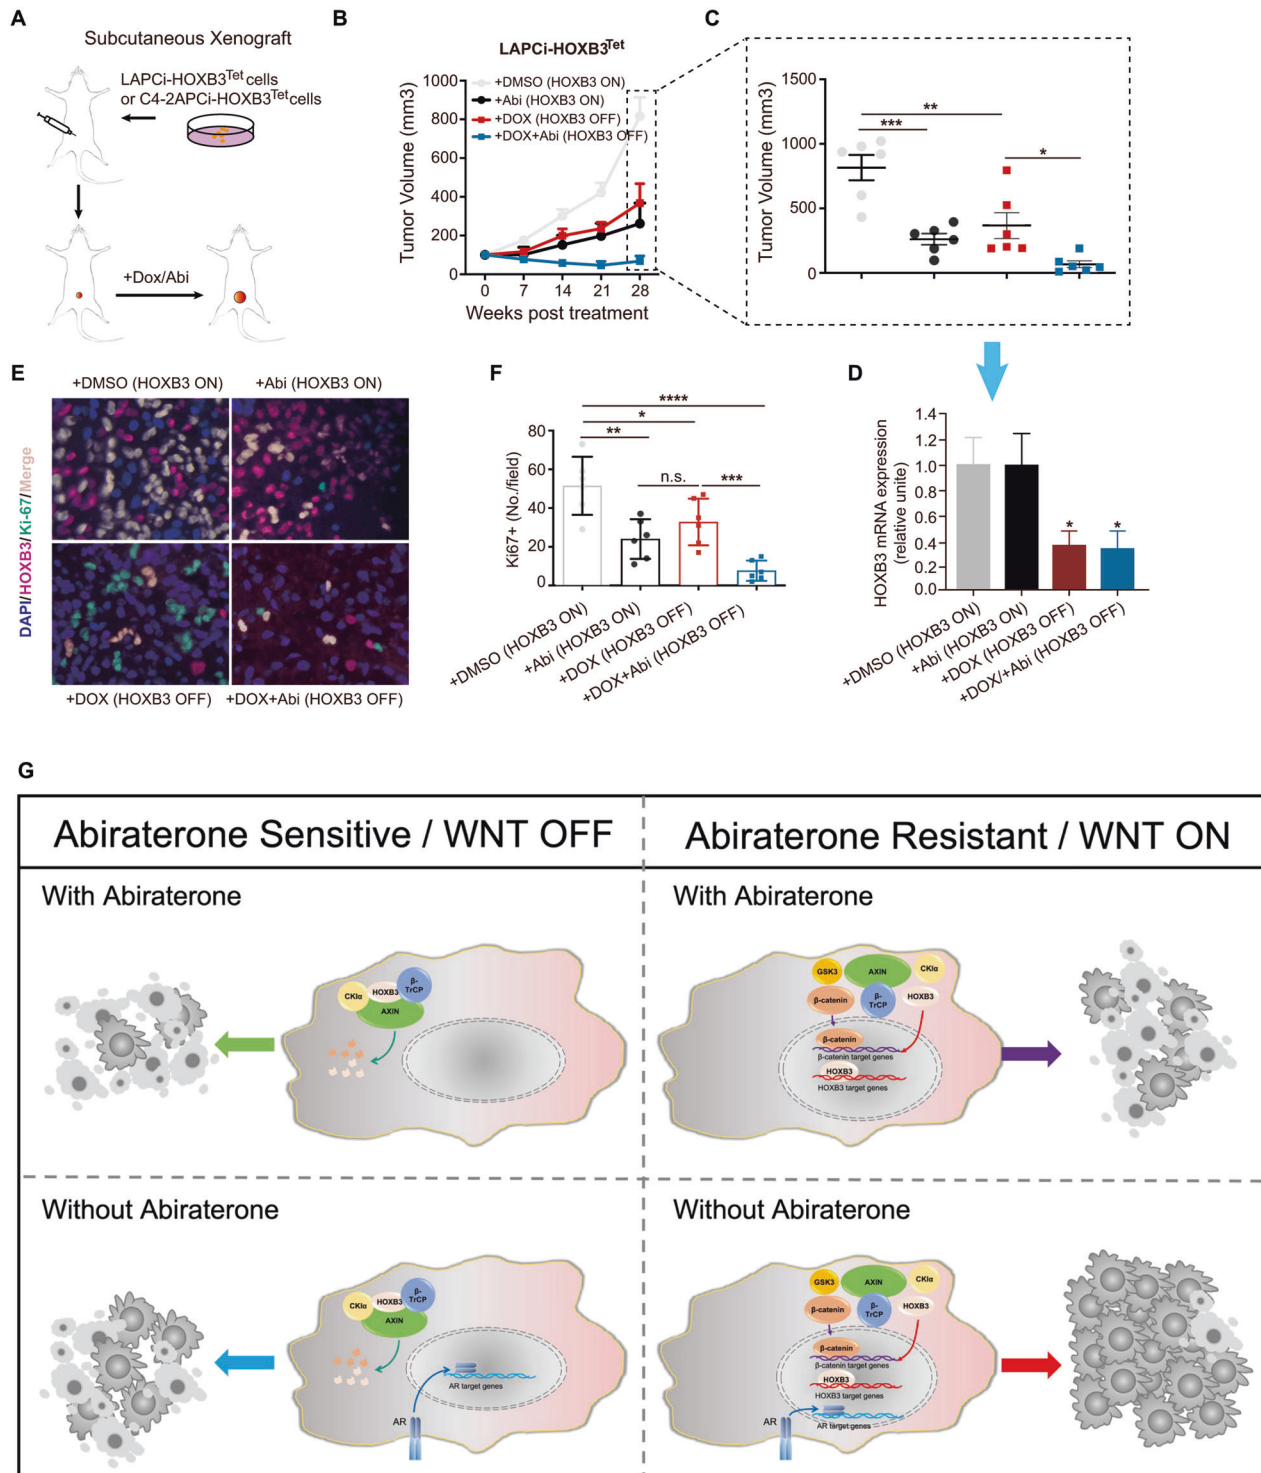 A
Subcutaneous Xenograft
LAPCi-HOXB3Tet cells
or C4-2APCi-HOXB3Tet cells
+Dox/Abi
B
LAPCi-HOXB3Tet
+DMSO (HOXB3 ON)
+Abi (HOXB3 ON)
+DOX (HOXB3 OFF)
+DOX+Abi (HOXB3 OFF)
Tumor Volume (mm3)
1000
800
600
400
200
0
0 7 14 21 28
Weeks post treatment
C
Tumor Volume (mm3)
1500
1000
500
0
**
***
*
E
+DMSO (HOXB3 ON) +Abi (HOXB3 ON)
DAPI/HOXB3/Ki-67/Merge
+DOX (HOXB3 OFF) +DOX+Abi (HOXB3 OFF)
F
****
*
**
n.s. ***
Ki67+ (No./field)
80
60
40
20
0
+DMSO (HOXB3 ON)
+Abi (HOXB3 ON)
+DOX (HOXB3 OFF)
+DOX+Abi (HOXB3 OFF)
D
HOXB3 mRNA expression
(relative unite)
1.4
1.2
1.0
0.8
0.6
0.4
0.2
0.0
* *
+DMSO (HOXB3 ON)
+Abi (HOXB3 ON)
+DOX (HOXB3 OFF)
+DOX/+Abi (HOXB3 OFF)
G
Abiraterone Sensitive / WNT OFF
Abiraterone Resistant / WNT ON
With Abiraterone
CKIα
HOXB3
β-
TrCP
AXIN
With Abiraterone
GSK3
AXIN
CKIα
β-catenin
β-
TrCP
HOXB3
β-catenin
β-catenin target genes
HOXB3
HOXB3 target genes
Without Abiraterone
CKIα
HOXB3
β-
TrCP
AXIN
AR target genes
AR
Without Abiraterone
GSK3
AXIN
CKIα
β-catenin
β-
TrCP
HOXB3
β-catenin
β-catenin target genes
HOXB3
HOXB3 target genes
AR
AR target genes